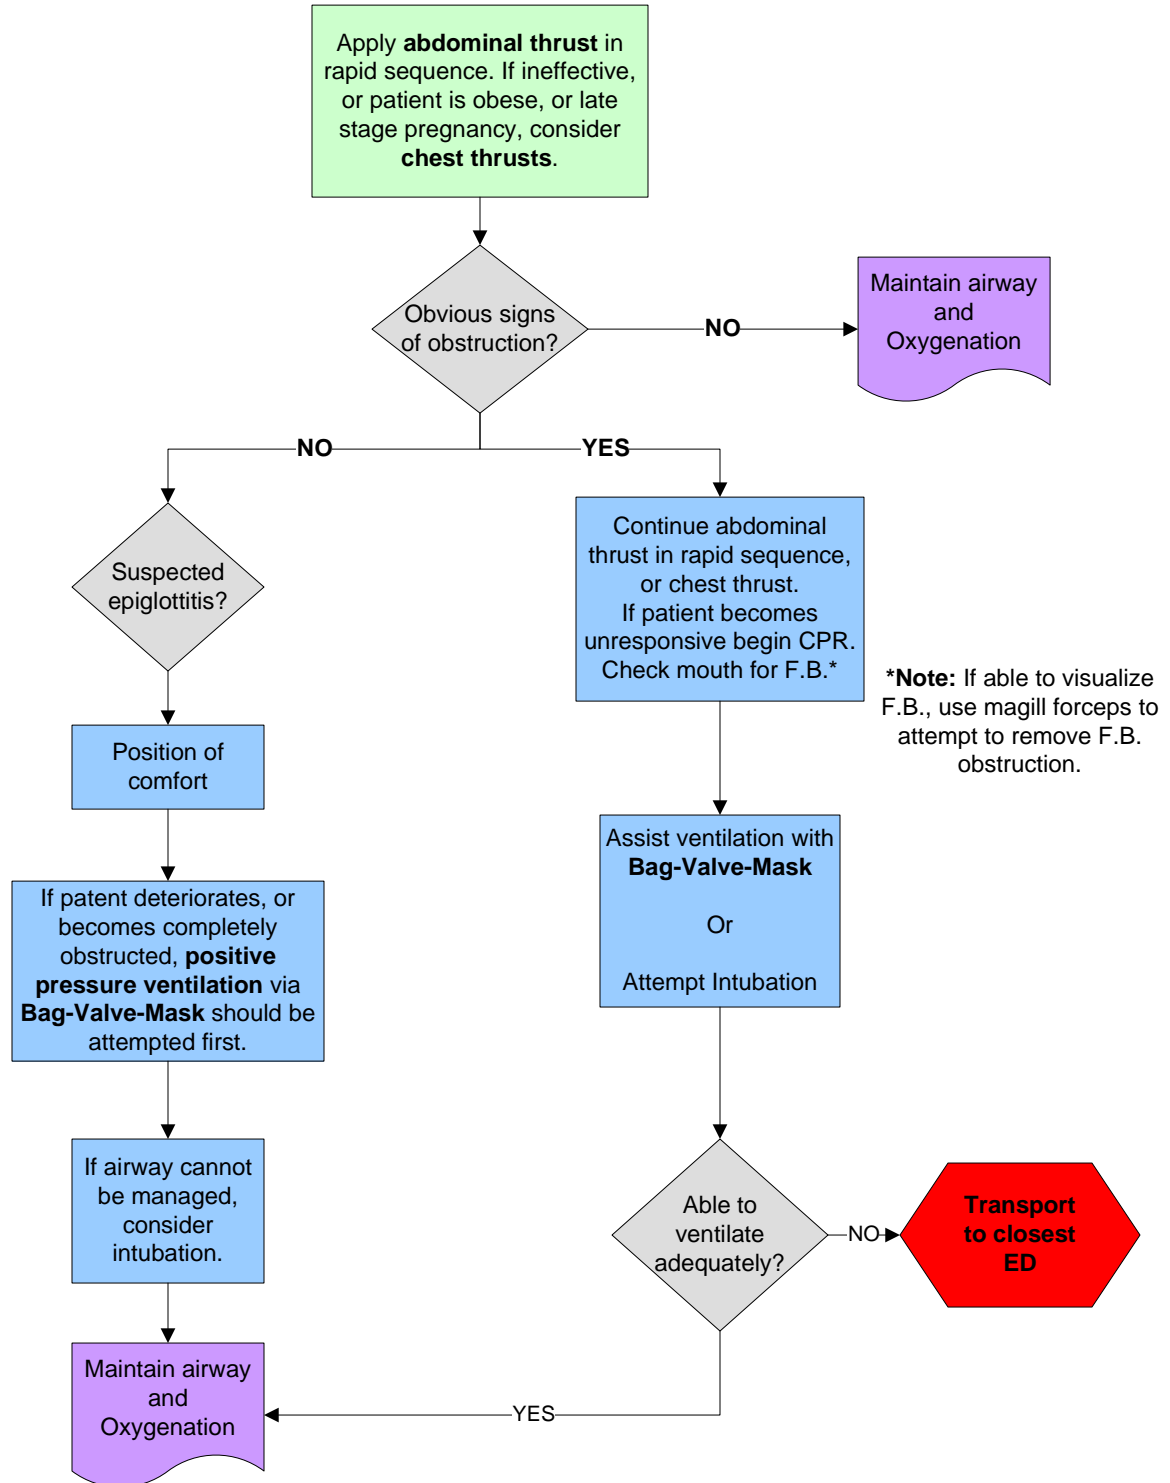 Apply abdominal thrust in
rapid sequence. If ineffective,
or patient is obese, or late
stage pregnancy, consider
chest thrusts.
Obvious signs
of obstruction?
NO
Maintain airway
and
Oxygenation
NO
YES
Suspected
epiglottitis?
Continue abdominal
thrust in rapid sequence,
or chest thrust.
If patient becomes
unresponsive begin CPR.
Check mouth for F.B.*
*Note: If able to visualize
F.B., use magill forceps to
attempt to remove F.B.
obstruction.
Position of
comfort
Assist ventilation with
Bag-Valve-Mask
Or
Attempt Intubation
If patent deteriorates, or
becomes completely
obstructed, positive
pressure ventilation via
Bag-Valve-Mask should be
attempted first.
If airway cannot
be managed,
consider
intubation.
Able to
ventilate
adequately?
NO
Transport
to closest
ED
Maintain airway
and
Oxygenation
YES